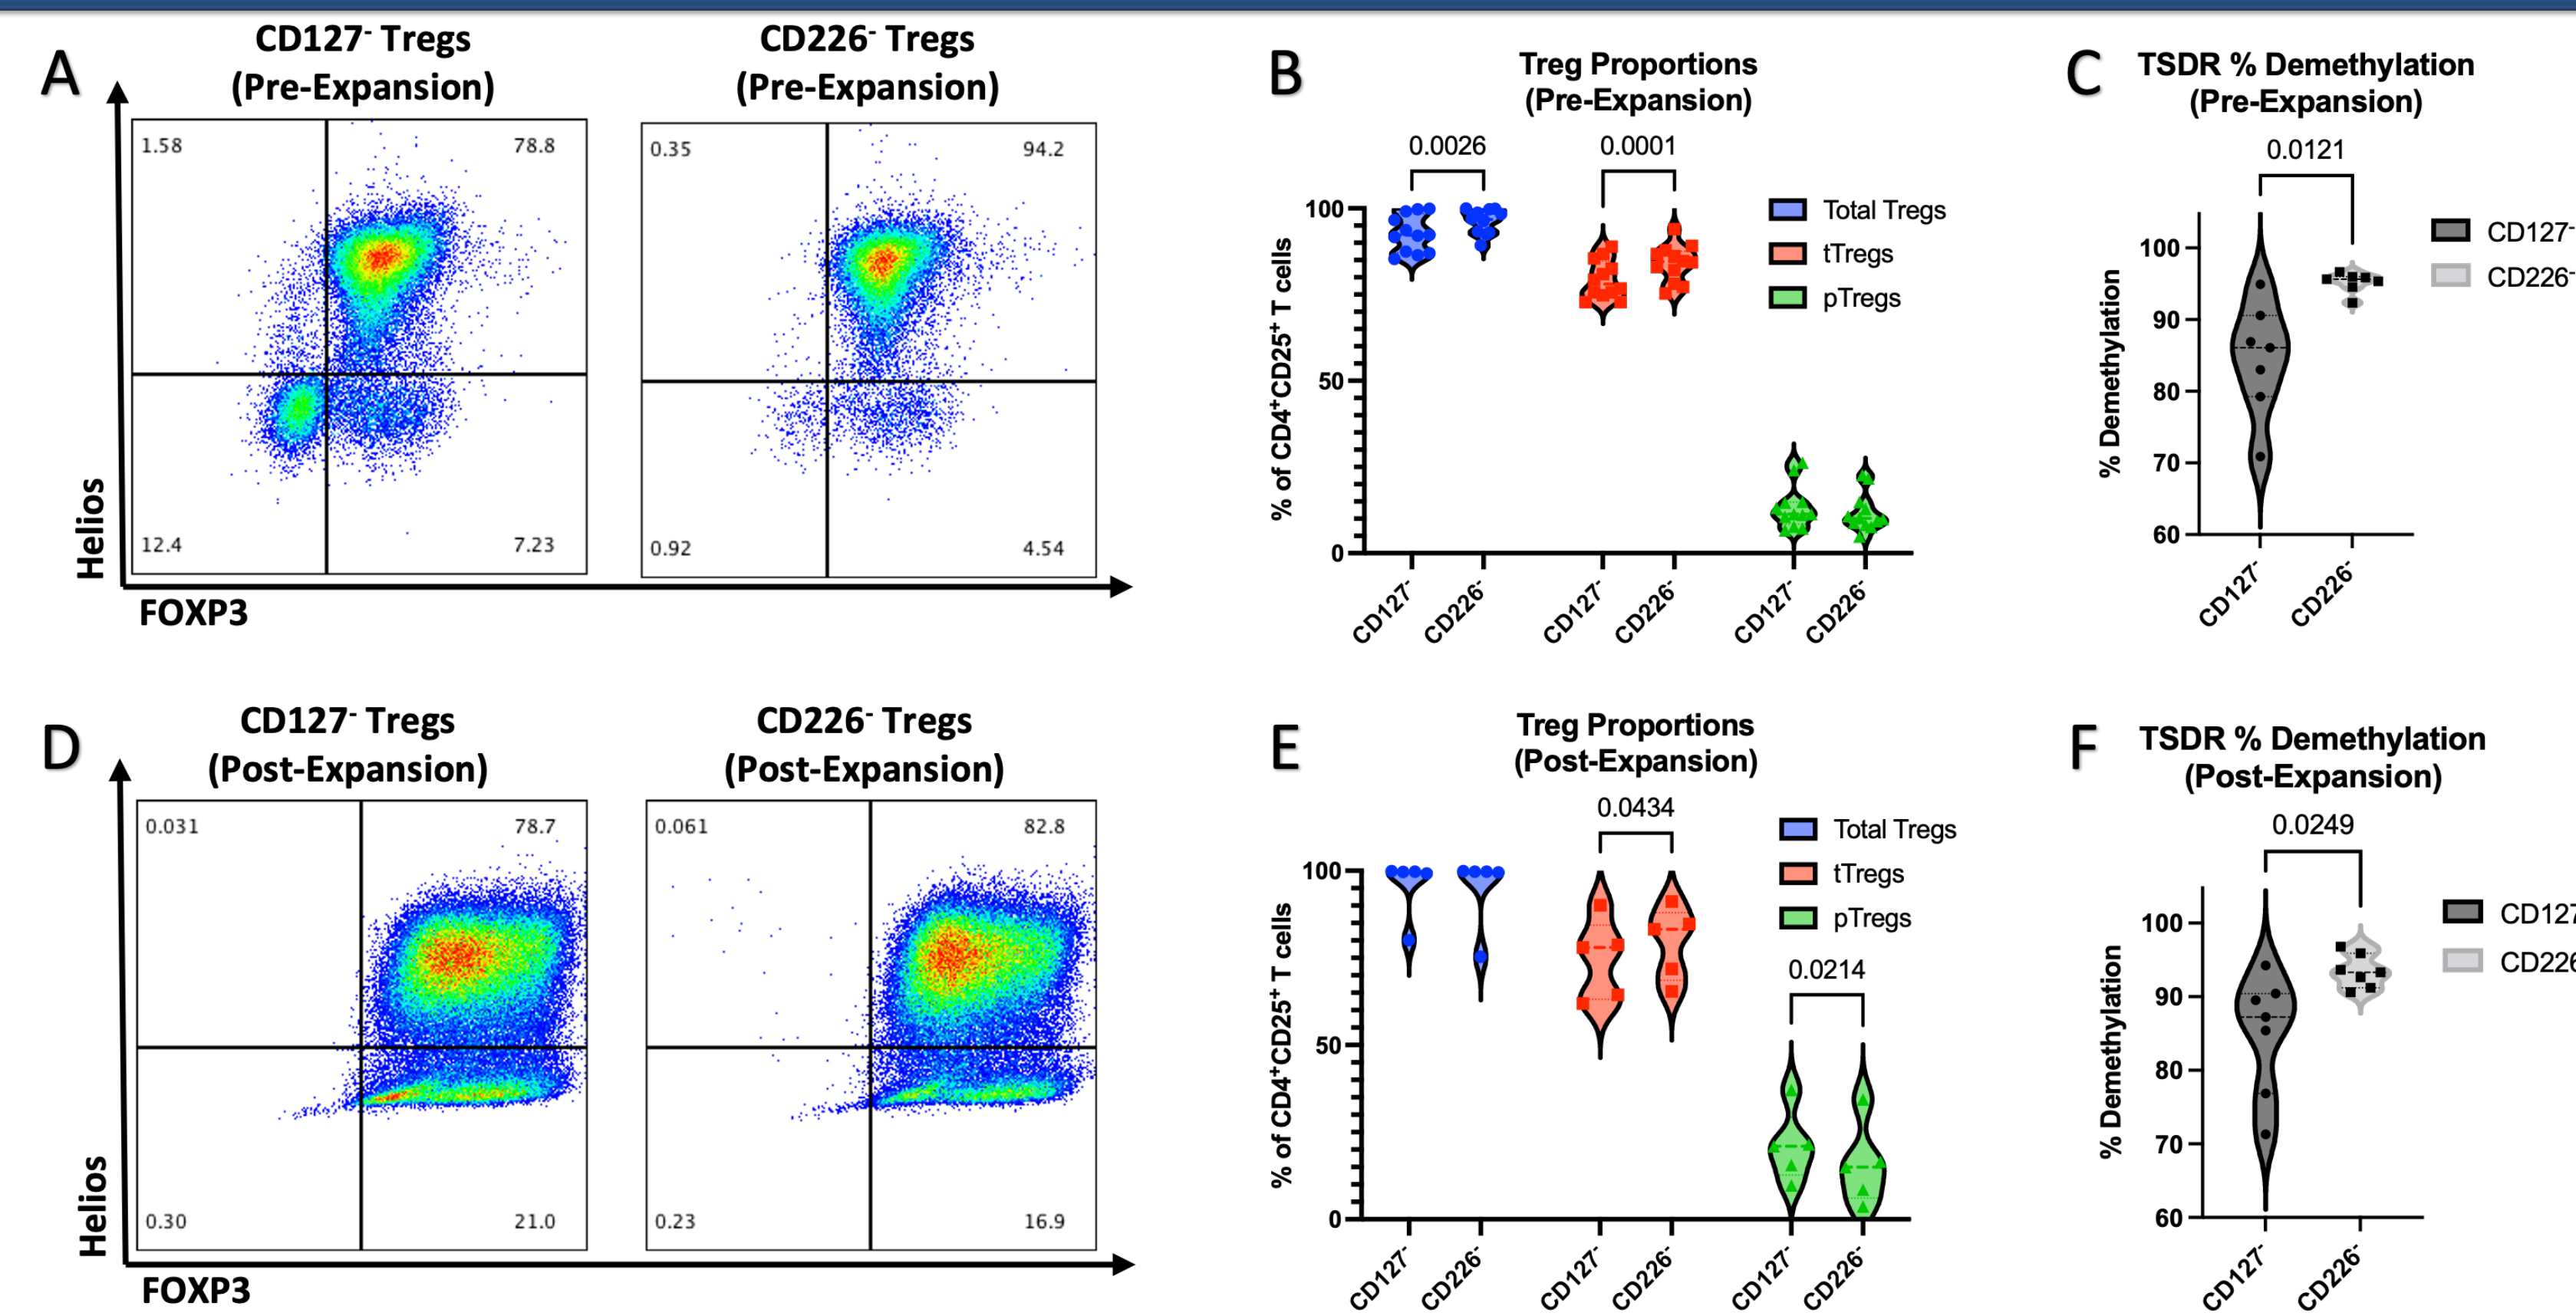 A
CD127- Tregs
(Pre-Expansion)
CD226- Tregs
(Pre-Expansion)
1.58
78.8
12.4
7.23
0.35
94.2
0.92
4.54
Helios
FOXP3
B
Treg Proportions
(Pre-Expansion)
0.0026
0.0001
Total Tregs
tTregs
pTregs
% of CD4+CD25+ T cells
100
50
0
CD127-
CD226-
CD127-
CD226-
CD127-
CD226-
C
TSDR % Demethylation
(Pre-Expansion)
0.0121
CD127-
CD226-
% Demethylation
100
90
80
70
60
CD127-
CD226-
D
CD127- Tregs
(Post-Expansion)
CD226- Tregs
(Post-Expansion)
0.031
78.7
0.30
21.0
0.061
82.8
0.23
16.9
Helios
FOXP3
E
Treg Proportions
(Post-Expansion)
0.0434
0.0214
Total Tregs
tTregs
pTregs
% of CD4+CD25+ T cells
100
50
0
CD127-
CD226-
CD127-
CD226-
CD127-
CD226-
F
TSDR % Demethylation
(Post-Expansion)
0.0249
CD127
CD226
% Demethylation
100
90
80
70
60
CD127-
CD226-